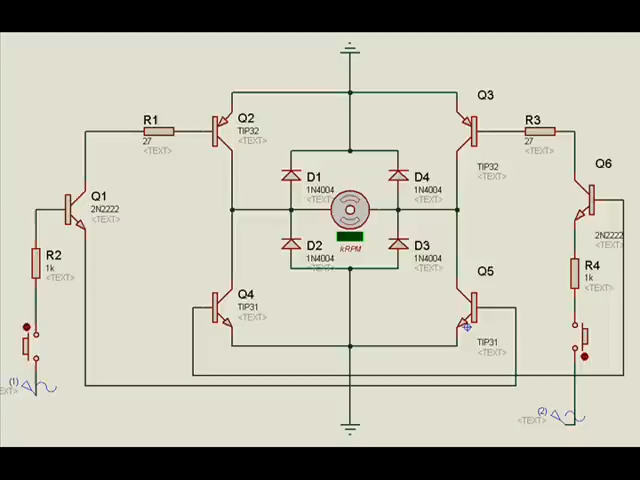 Q3
Q2
TIP32
<TEXT>
R1
27
<TEXT>
R3
27
<TEXT>
TIP32
<TEXT>
Q6
D1
1N4004
<TEXT>
D4
1N4004
<TEXT>
Q1
2N2222
<TEXT>
2N2222
<TEXT>
D2
1N4004
<TEXT>
kRPM
D3
1N4004
<TEXT>
R2
1k
<TEXT>
Q5
R4
1k
<TEXT>
Q4
TIP31
<TEXT>
TIP31
<TEXT>
(1)
TEXT>
(2)
<TEXT>